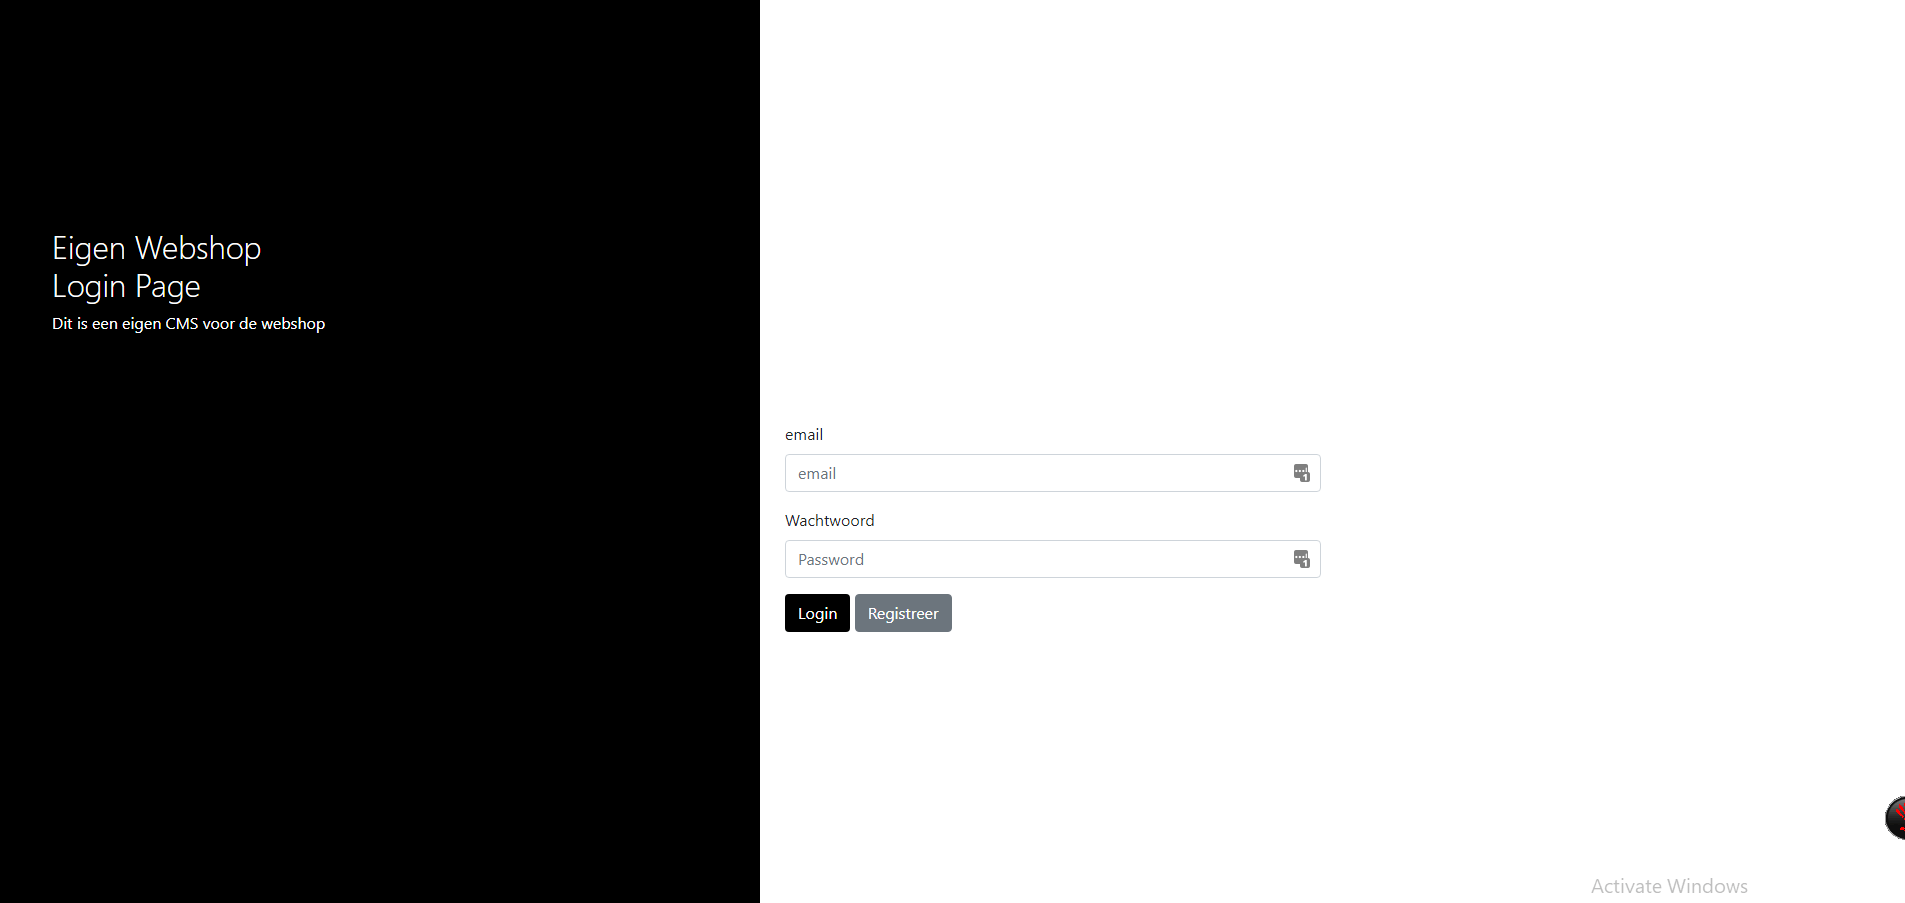 Eigen Webshop
Login Page
Dit is een eigen CMS voor de webshop
email
email
Wachtwoord
Password
Login Registreer
Activate Windows